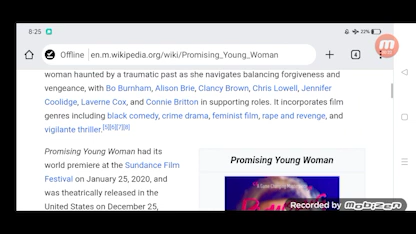 8:25
22%
Offline en.m.wikipedia.org/wiki/Promising_Young_Woman
4
woman haunted by a traumatic past as she navigates balancing forgiveness and
vengeance, with Bo Burnham, Alison Brie, Clancy Brown, Chris Lowell, Jennifer
Coolidge, Laverne Cox, and Connie Britton in supporting roles. It incorporates film
genres including black comedy, crime drama, feminist film, rape and revenge, and
vigilante thriller.[5][6][7][8]
Promising Young Woman had its
world premiere at the Sundance Film
Festival on January 25, 2020, and
was theatrically released in the
United States on December 25,
Promising Young Woman
Recorded by Mobizen